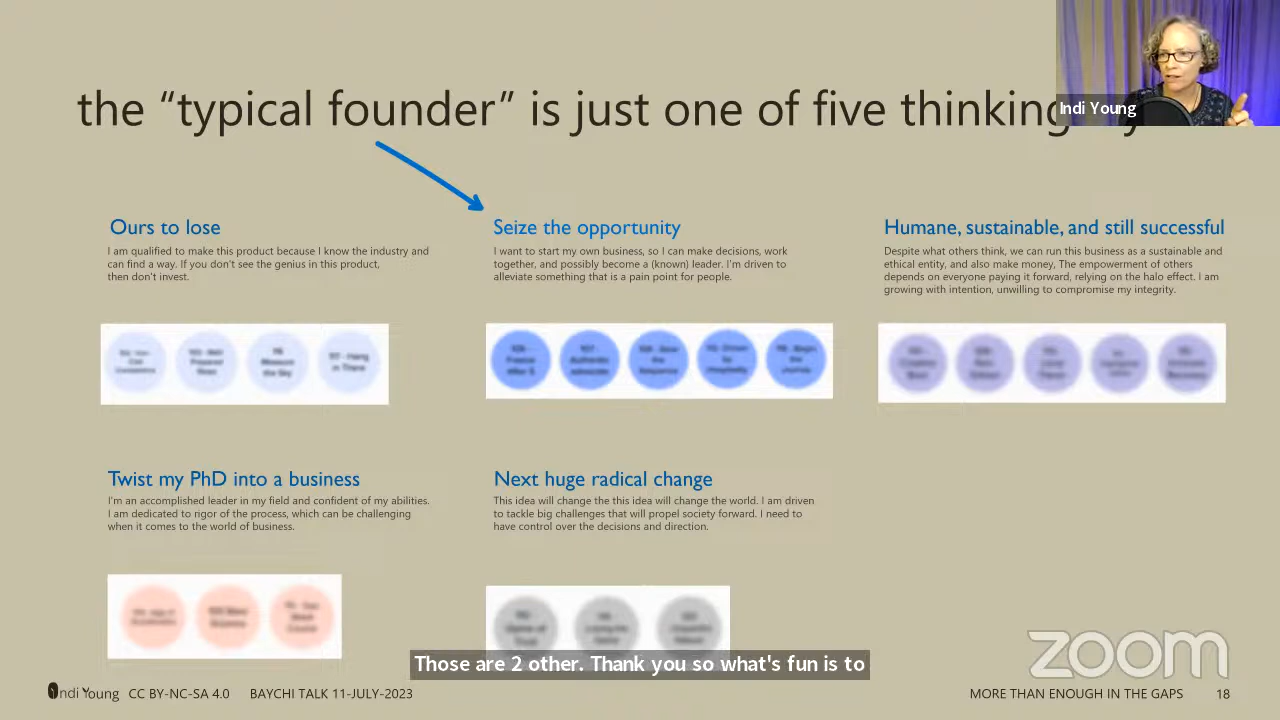 the “typical founder” is just one of five thinking
Indi Young
Ours to lose
I am qualified to make this product because I know the industry and
can find a way. If you don't see the genius in this product,
then don't invest.
Seize the opportunity
I want to start my own business, so I can make decisions, work
together, and possibly become a (known) leader. I'm driven to
alleviate something that is a pain point for people.
Humane, sustainable, and still successful
Despite what others think, we can run this business as a sustainable and
ethical entity, and also make money, The empowerment of others
depends on everyone paying it forward, relying on the halo effect. I am
growing with intention, unwilling to compromise my integrity.
Measure
the Sky
Hang
in There
Twist my PhD into a business
I'm an accomplished leader in my field and confident of my abilities.
I am dedicated to rigor of the process, which can be challenging
when it comes to the world of business.
Next huge radical change
This idea will change the this idea will change the world. I am driven
to tackle big challenges that will propel society forward. I need to
have control over the decisions and direction.
Those are 2 other. Thank you so what's fun is to
zoom
Indi Young CC BY-NC-SA 4.0 BAYCHI TALK 11-JULY-2023
MORE THAN ENOUGH IN THE GAPS 18